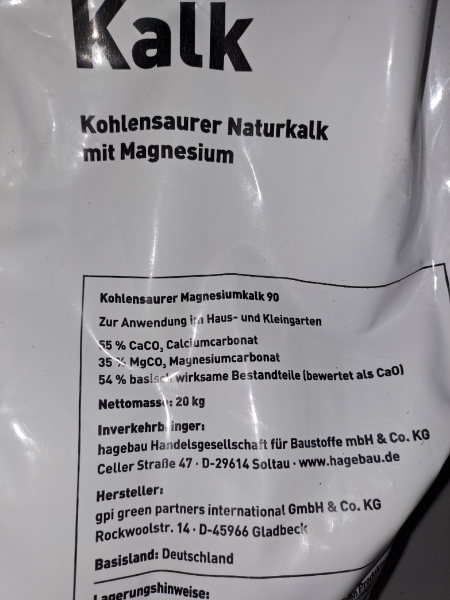 Kalk
Kohlensaurer Naturkalk
mit Magnesium
Kohlensaurer Magnesiumkalk 90
Zur Anwendung im Haus- und Kleingarten
55 % CaCO₃ Calciumcarbonat
35 % MgCO₃ Magnesiumcarbonat
54 % basisch wirksame Bestandteile (bewertet als CaO)
Nettomasse: 20 kg
Inverkehrbringer:
hagebau Handelsgesellschaft für Baustoffe mbH & Co. KG
Celler Straße 47 · D-29614 Soltau · www.hagebau.de
Hersteller:
gpi green partners international GmbH & Co. KG
Rockwoolstr. 14 · D-45966 Gladbeck
Basisland: Deutschland
Lagerungshinweise: